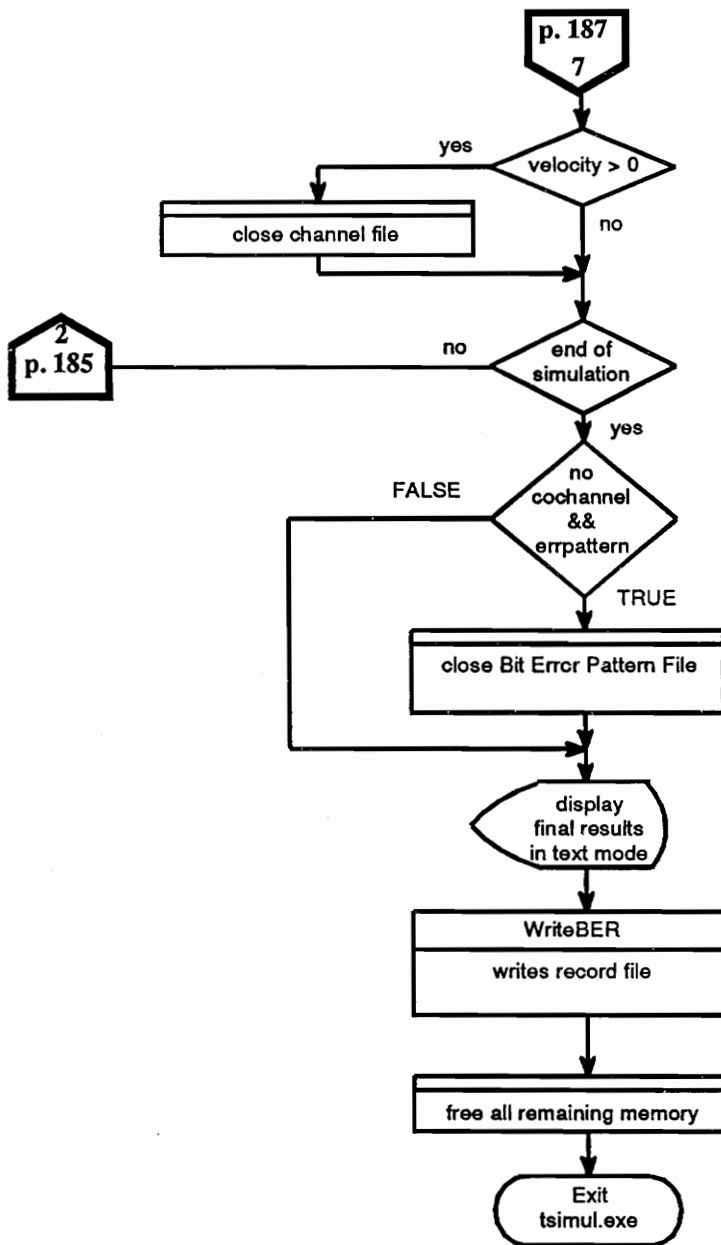 p. 187
7
yes
velocity > 0
close channel file
no
2
p. 185
no
end of
simulation
yes
FALSE
no
cochannel
&&
errpattern
TRUE
close Bit Error Pattern File
display
final results
in text mode
WriteBER
writes record file
free all remaining memory
Exit
tsimul.exe